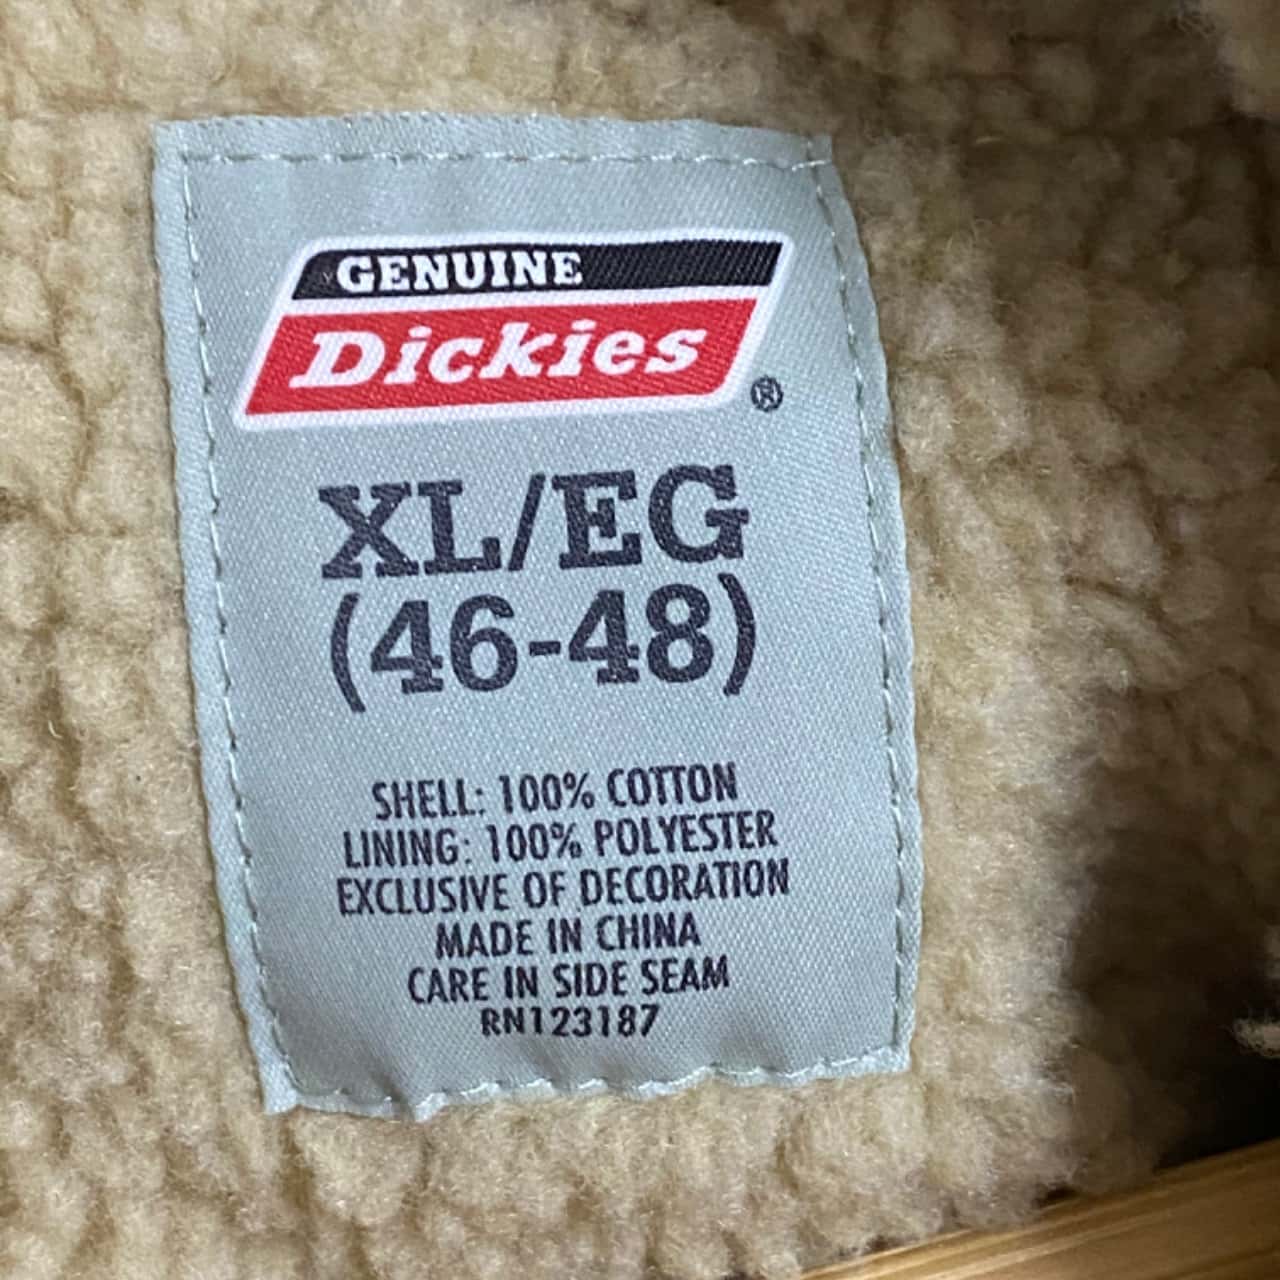 GENUINE
Dickies
®
XL/EG
(46-48)
SHELL: 100% COTTON
LINING: 100% POLYESTER
EXCLUSIVE OF DECORATION
MADE IN CHINA
CARE IN SIDE SEAM
RN123187